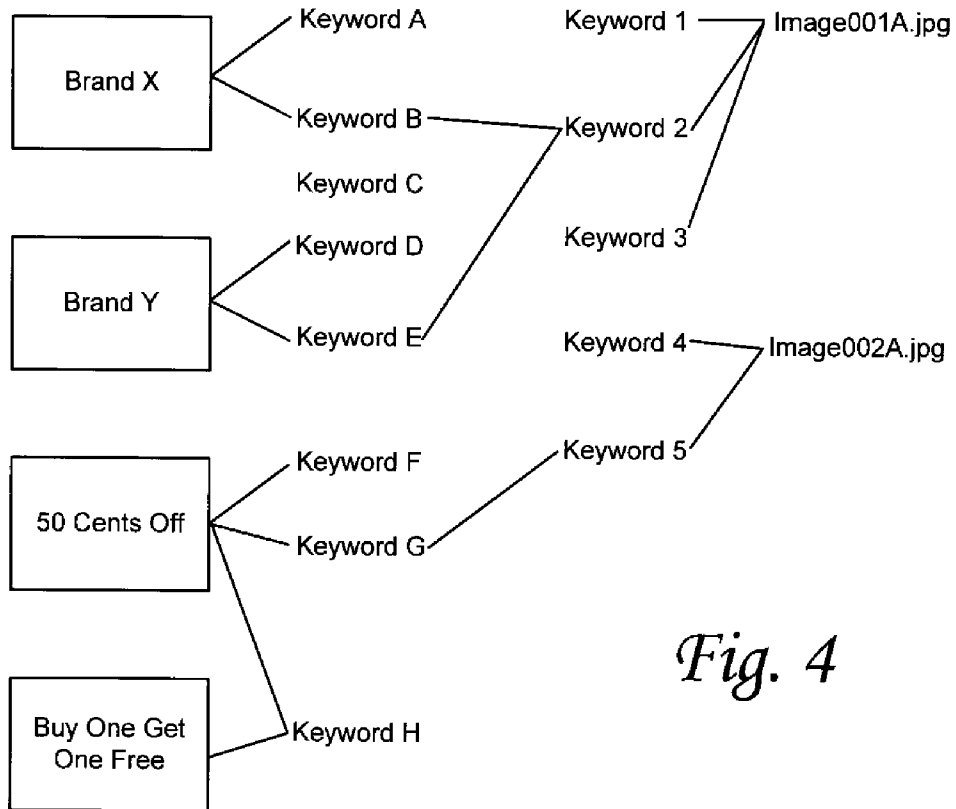 Keyword A
Keyword 1
Image001A.jpg
Brand X
Keyword B
Keyword 2
Keyword C
Keyword D
Keyword 3
Brand Y
Keyword E
Keyword 4
Image002A.jpg
Keyword F
Keyword 5
50 Cents Off
Keyword G
Fig. 4
Buy One Get
One Free
Keyword H